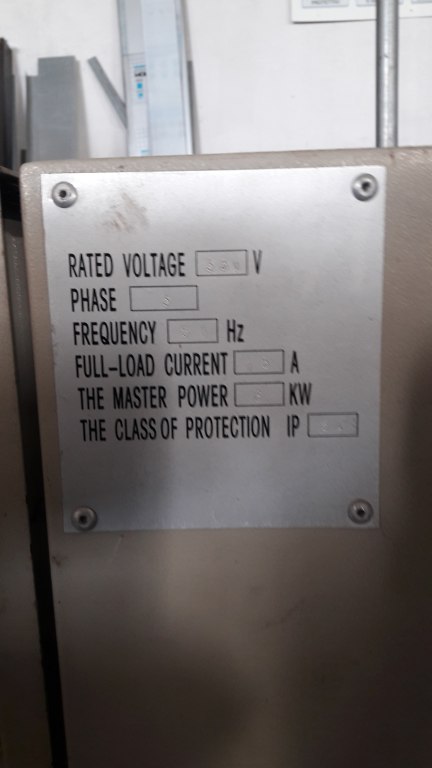 RATED VOLTAGE V
PHASE
FREQUENCY Hz
FULL-LOAD CURRENT A
THE MASTER POWER KW
THE CLASS OF PROTECTION IP